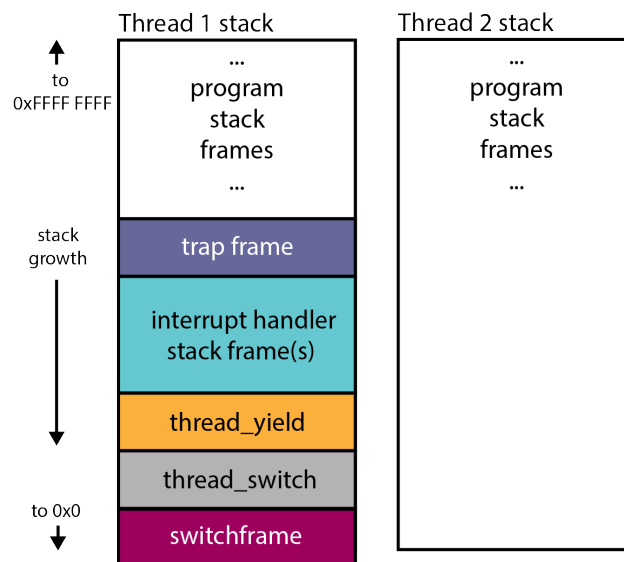 Thread 1 stack
Thread 2 stack
to
0xFFFF FFFF
...
program
stack
frames
...
...
program
stack
frames
...
stack
growth
trap frame
interrupt handler
stack frame(s)
thread_yield
thread_switch
to 0x0
switchframe